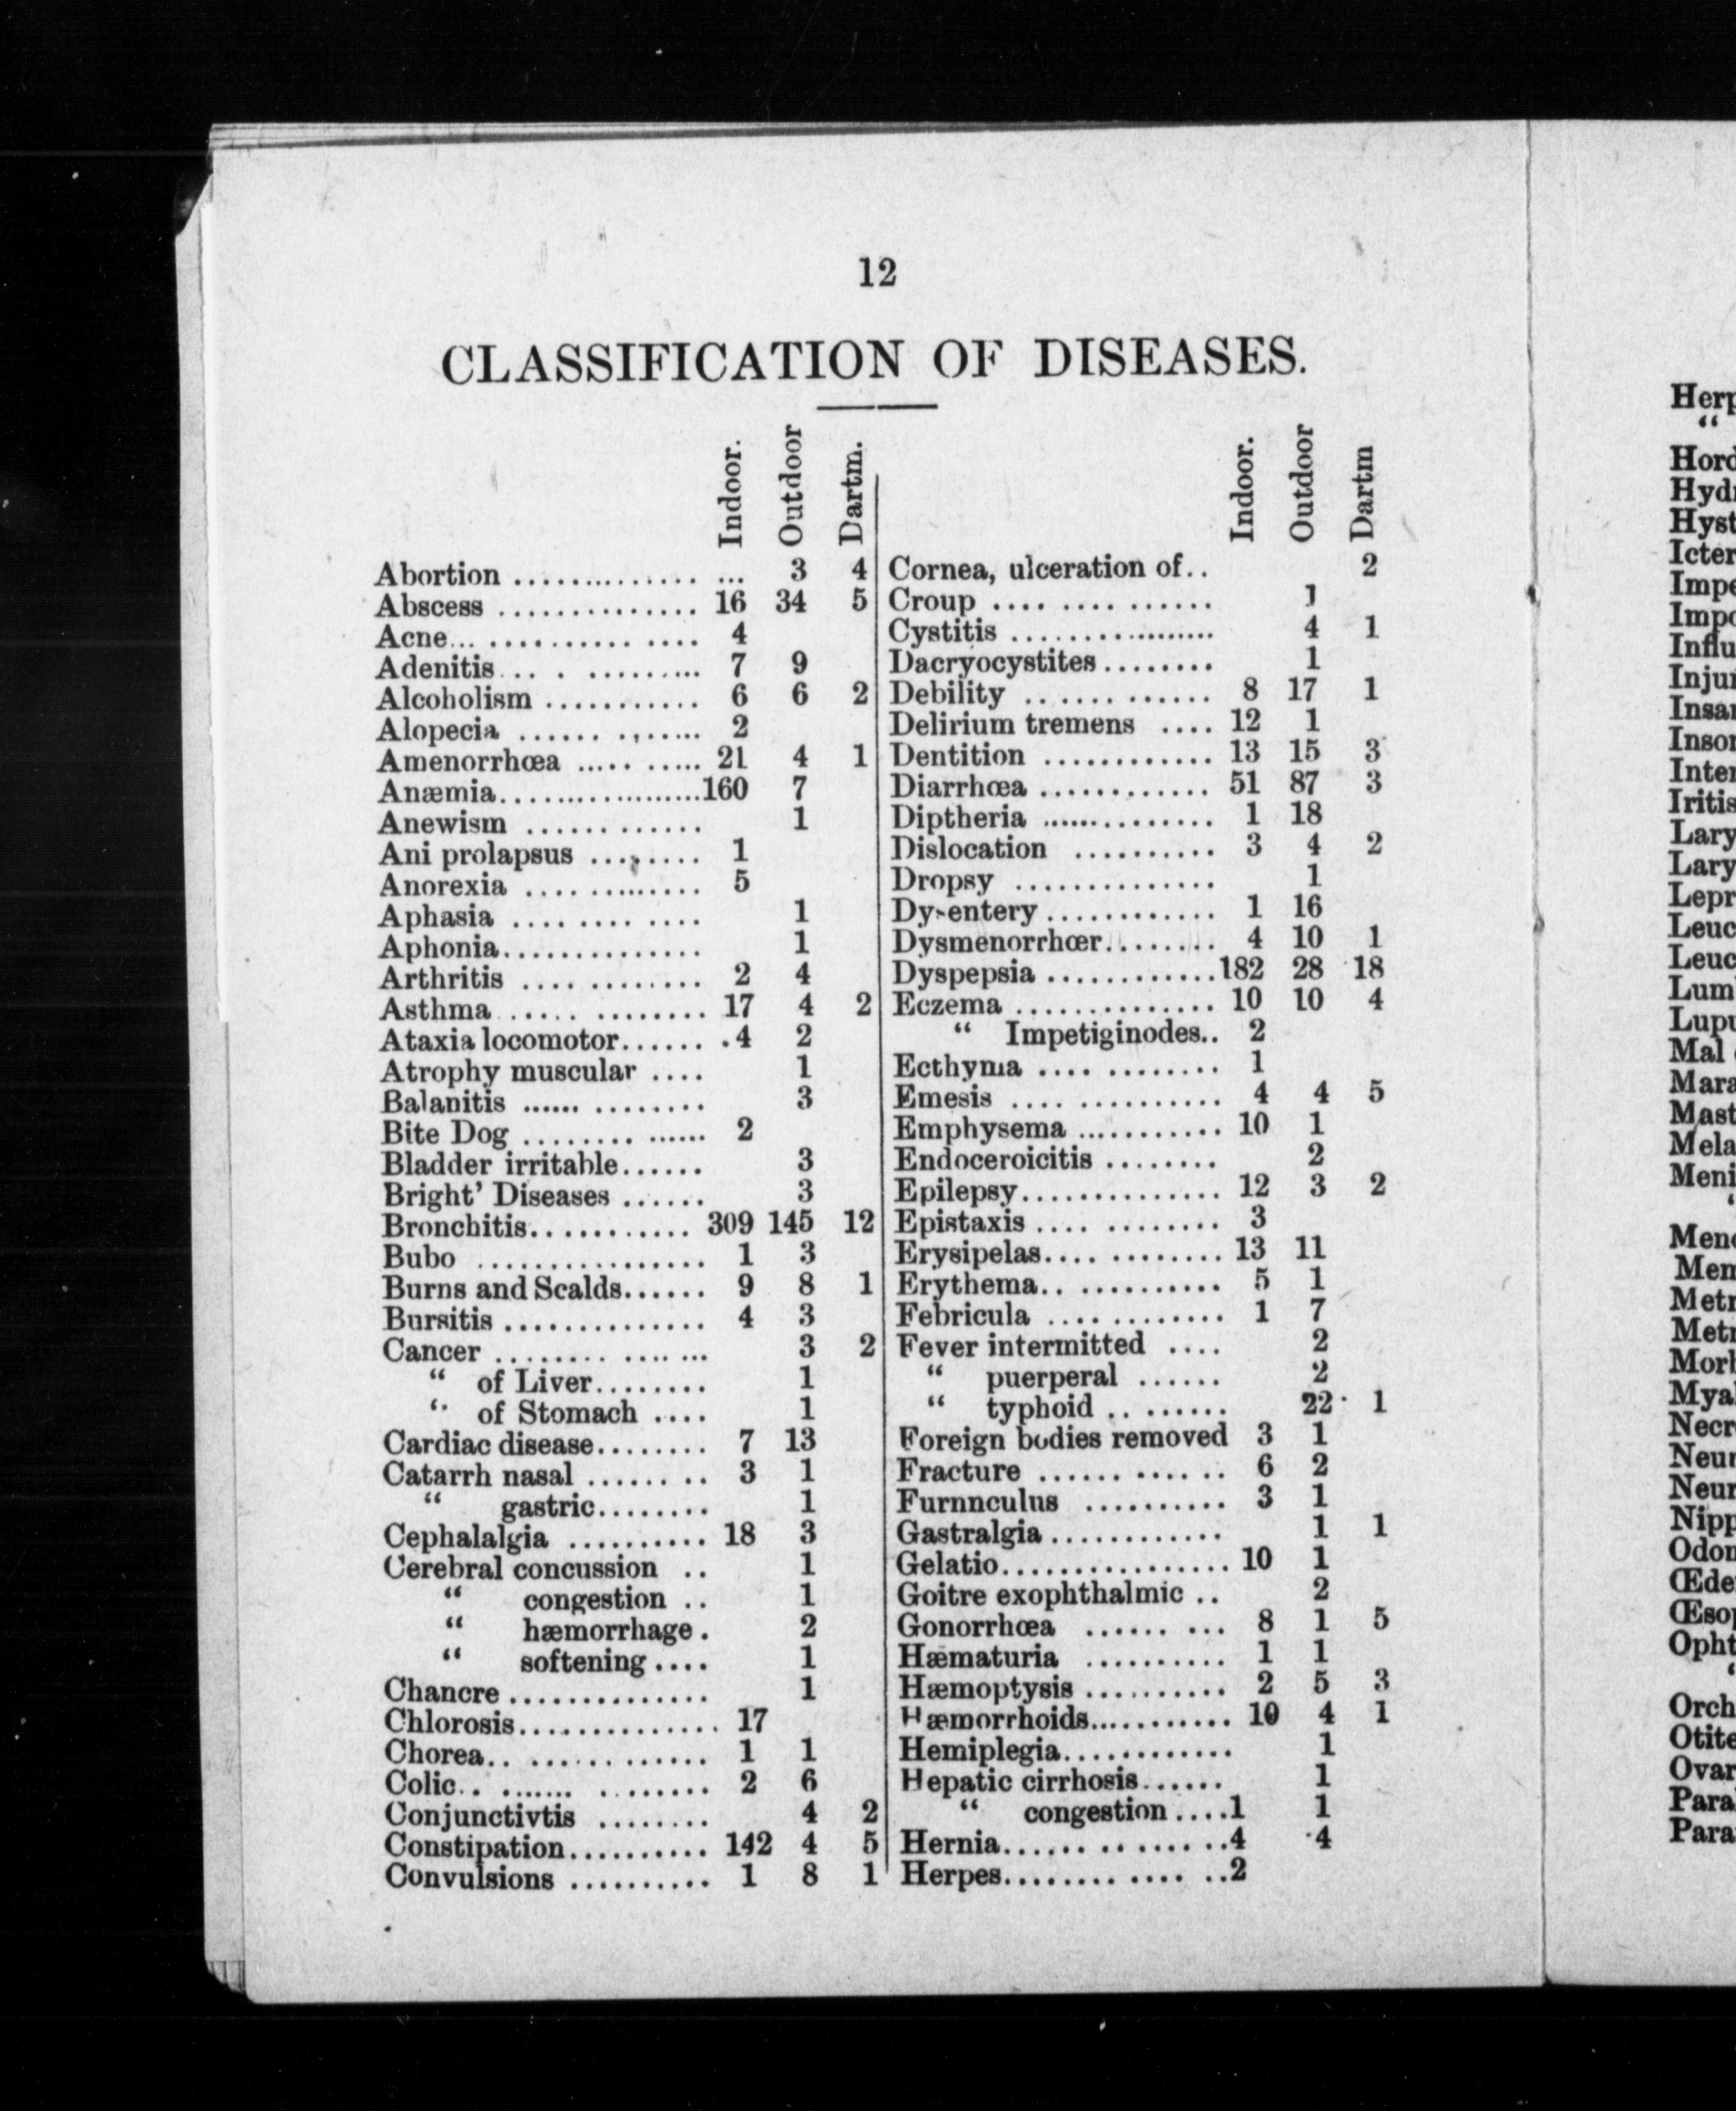 12
CLASSIFICATION OF DISEASES.
Indoor. Outdoor Dartm.
Abortion .............. ... 3 4
Abscess ............... 16 34 5
Acne... .......... .... 4
Adenitis... . ......... 7 9
Alcoholism ........... 6 6 2
Alopecia ...... ....... 2
Amenorrhœa ..... ..... 21 4 1
Anæmia....................160 7
Anewism ............ 1
Ani prolapsus ......... 1
Anorexia .... ......... 5
Aphasia ......... .... 1
Aphonia............... 1
Arthritis .... ......... 2 4
Asthma...... ........ 17 4 2
Ataxia locomotor...... .4 2
Atrophy muscular .... 1
Balanitis ...... ........ 3
Bite Dog ........ ...... 2
Bladder irritable...... 3
Bright' Diseases ...... 3
Bronchitis............ 309 145 12
Bubo ................ 1 3
Burns and Scalds...... 9 8 1
Bursitis .............. 4 3
Cancer ........ .... ... 3 2
“ of Liver........ 1
“ of Stomach .... 1
Cardiac disease........ 7 13
Catarrh nasal ....... .. 3 1
“ gastric........ 1
Cephalalgia .......... 18 3
Cerebral concussion .. 1
“ congestion .. 1
“ hæmorrhage . 2
“ softening .... 1
Chancre .............. 1
Chlorosis............... 17
Chorea.. ............ 1 1
Colic.. ....... ........ 2 6
Conjunctivtis ........ 4 2
Constipation.......... 142 4 5
Convulsions .......... 1 8 1
Indoor. Outdoor Dartm
Cornea, ulceration of.. 2
Croup .... .... ...... 1
Cystitis ................. 4 1
Dacryocystites........ 1
Debility .. .... ...... 8 17 1
Delirium tremens .... 12 1
Dentition ............ 13 15 3
Diarrhœa ............ 51 87 3
Diptheria .............. 1 18
Dislocation .......... 3 4 2
Dropsy .............. 1
Dysentery............ 1 16
Dysmenorrhœr........ 4 10 1
Dyspepsia ............182 28 18
Eczema .............. 10 10 4
“ Impetiginodes.. 2
Ecthyma .... ........ 1
Emesis .... .......... 4 4 5
Emphysema ........... 10 1
Endoceroicitis ........ 2
Epilepsy.............. 12 3 2
Epistaxis .... ........ 3
Erysipelas.... ........ 13 11
Erythema.. .......... 5 1
Febricula .... ........ 1 7
Fever intermitted .... 2
“ puerperal ...... 2
“ typhoid .. ...... 22 1
Foreign bodies removed 3 1
Fracture ...... ... .. 6 2
Furnnculus .......... 3 1
Gastralgia............ 1 1
Gelatio................ 10 1
Goitre exophthalmic .. 2
Gonorrhœa ...... ... 8 1 5
Hæmaturia .......... 1 1
Hæmoptysis .......... 2 5 3
Hæmorrhoids........... 10 4 1
Hemiplegia............ 1
Hepatic cirrhosis...... 1
“ congestion ....1 1
Hernia...... .. ..... ..4 4
Herpes........ .... ..2
Hord
Icter
Influ
Iritis